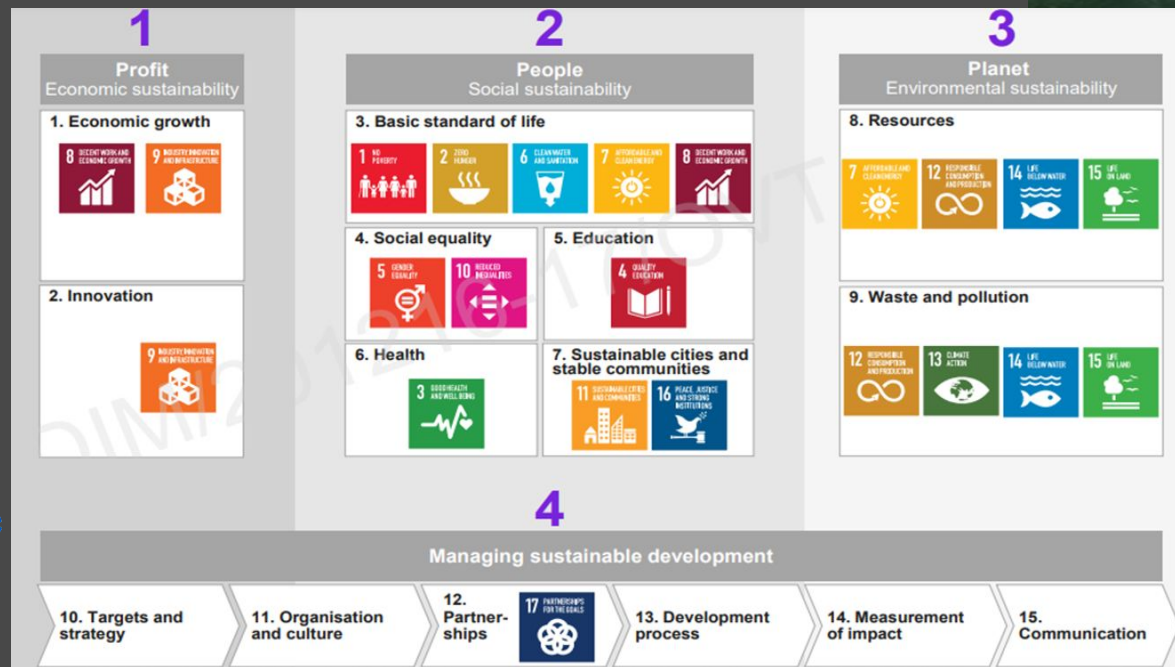 1
2
3
Profit
Economic sustainability
People
Social sustainability
Planet
Environmental sustainability
1. Economic growth
8 DECENT WORK AND
ECONOMIC GROWTH
9 INDUSTRY, INNOVATION
AND INFRASTRUCTURE
2. Innovation
9 INDUSTRY, INNOVATION
AND INFRASTRUCTURE
3. Basic standard of life
1 NO
POVERTY
2 ZERO
HUNGER
6 CLEAN WATER
AND SANITATION
7 AFFORDABLE AND
CLEAN ENERGY
8 DECENT WORK AND
ECONOMIC GROWTH
4. Social equality
5 GENDER
EQUALITY
10 REDUCED
INEQUALITIES
5. Education
4 QUALITY
EDUCATION
6. Health
3 GOOD HEALTH
AND WELL-BEING
7. Sustainable cities and
stable communities
11 SUSTAINABLE CITIES
AND COMMUNITIES
16 PEACE, JUSTICE
AND STRONG
INSTITUTIONS
8. Resources
7 AFFORDABLE AND
CLEAN ENERGY
12 RESPONSIBLE
CONSUMPTION
AND PRODUCTION
14 LIFE
BELOW WATER
15 LIFE
ON LAND
9. Waste and pollution
12 RESPONSIBLE
CONSUMPTION
AND PRODUCTION
13 CLIMATE
ACTION
14 LIFE
BELOW WATER
15 LIFE
ON LAND
4
Managing sustainable development
10. Targets and
strategy
11. Organisation
and culture
12.
Partner-
ships
17 PARTNERSHIPS
FOR THE GOALS
13. Development
process
14. Measurement
of impact
15.
Communication